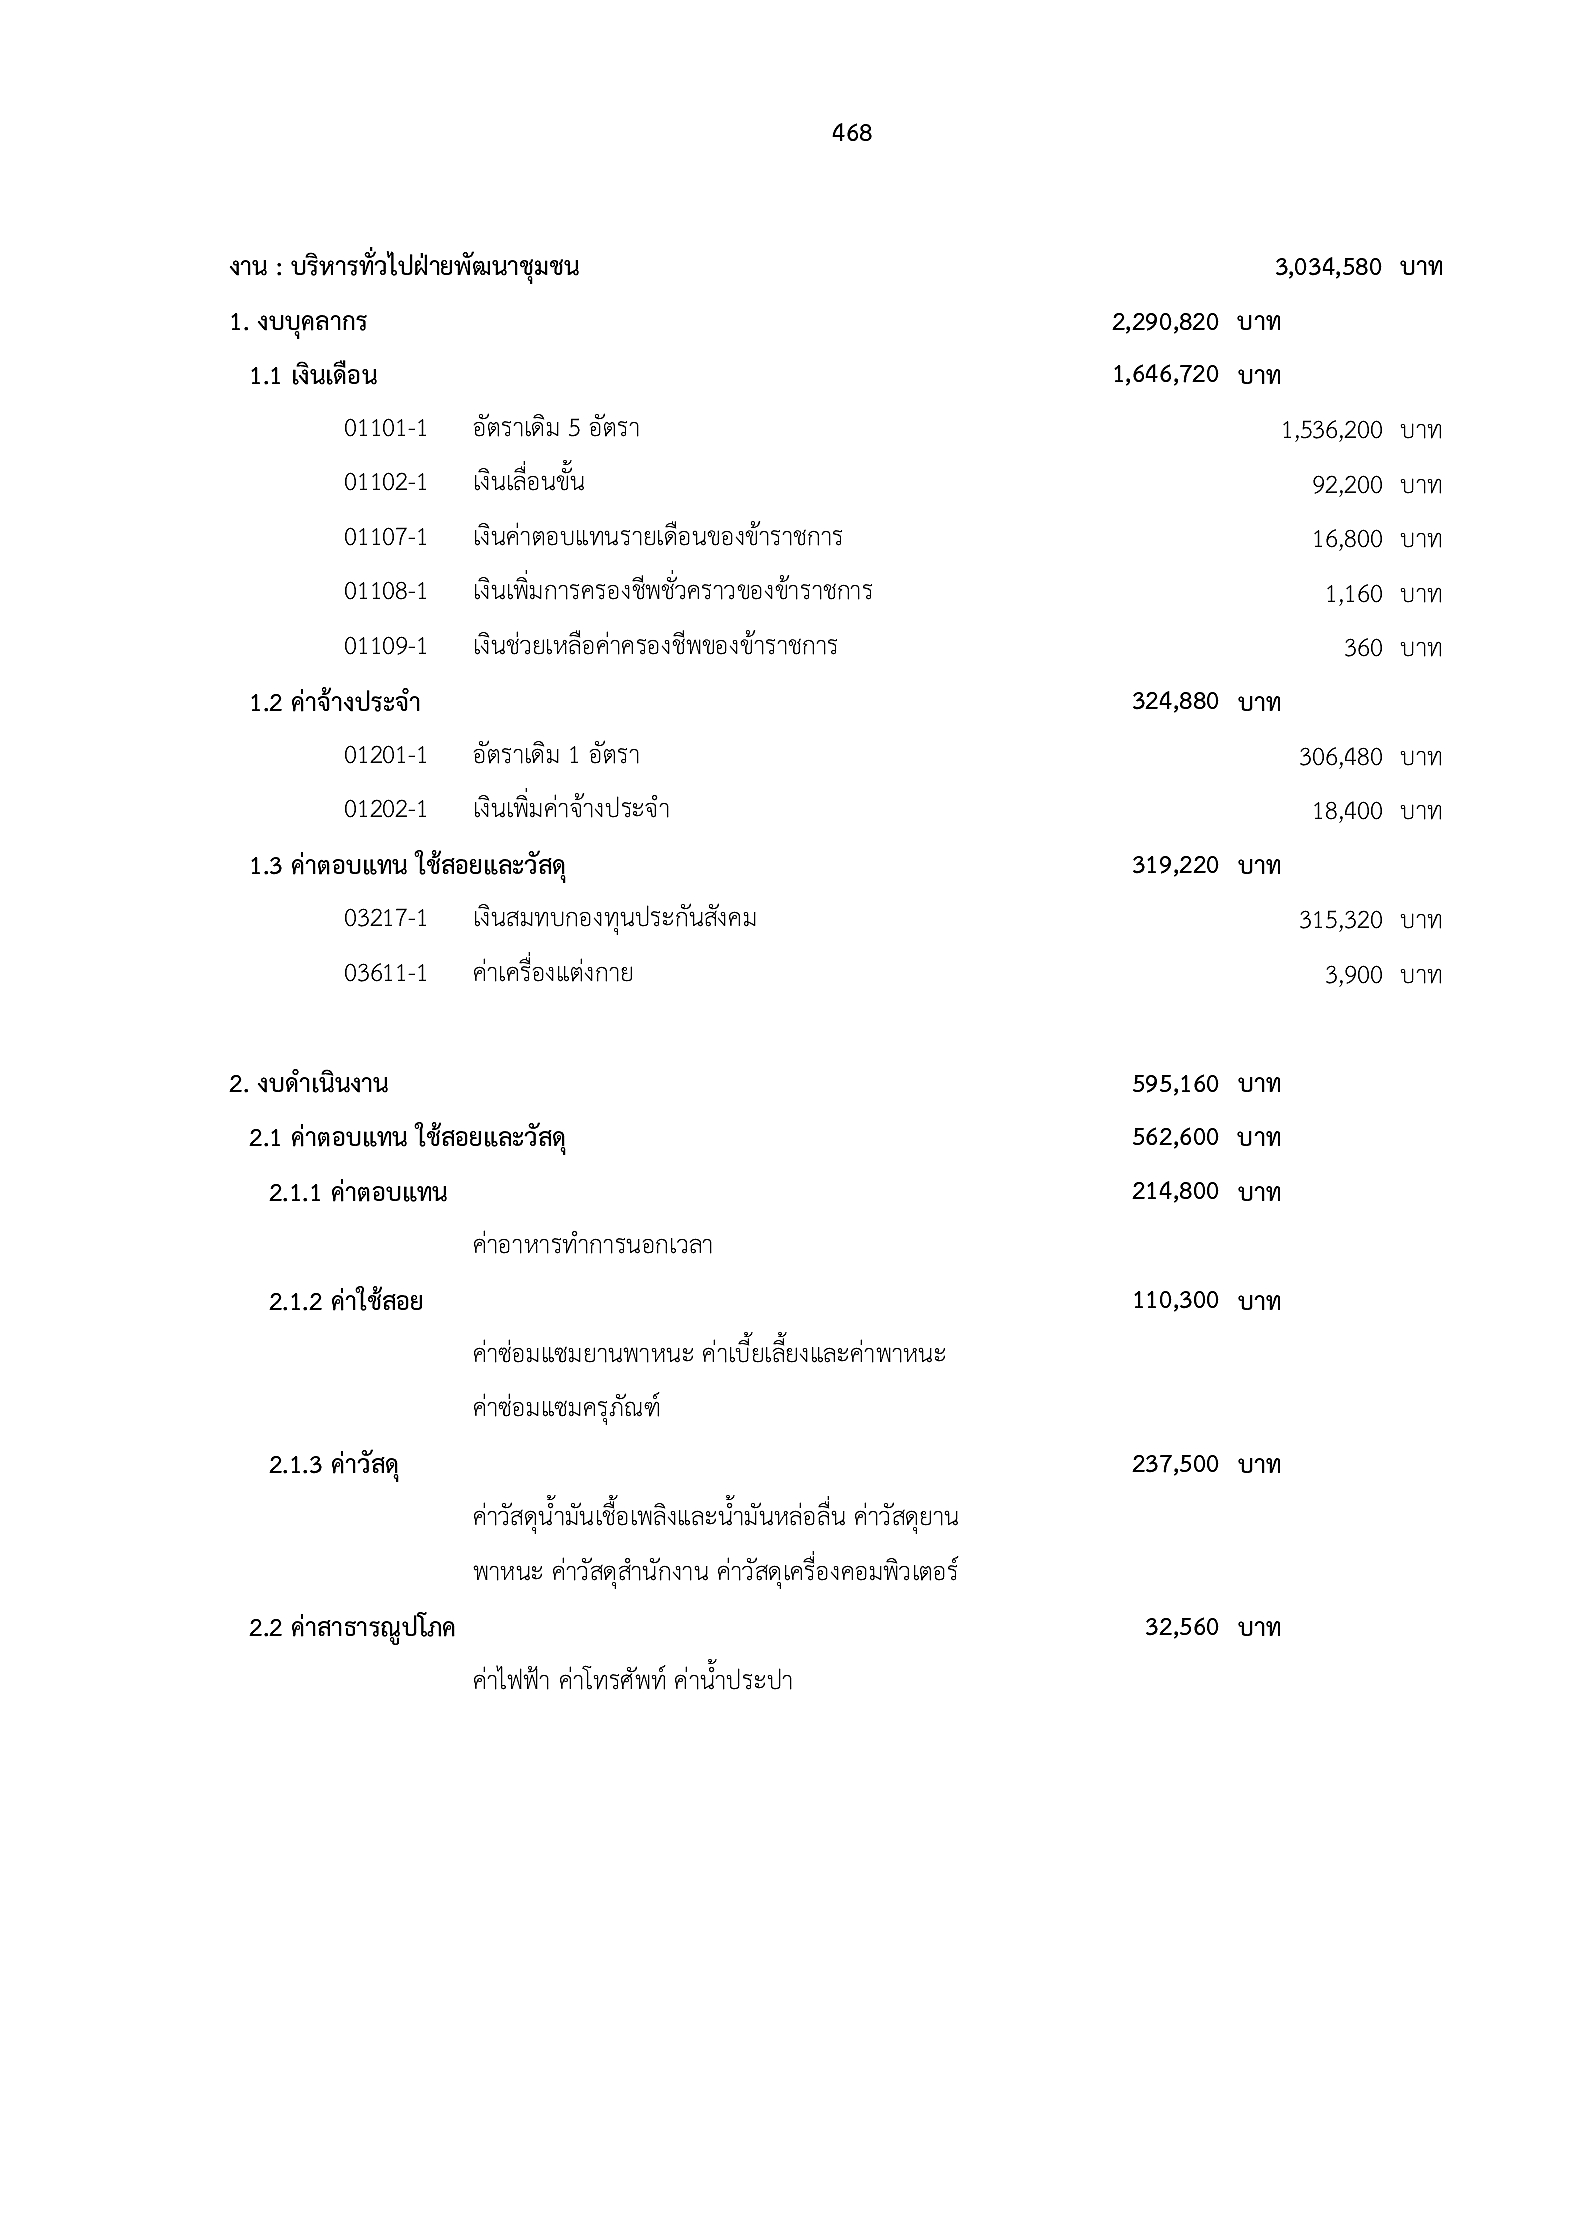 468
งาน : บริหารทั่วไปฝ่ายพัฒนาชุมชน 3,034,580 บาท
1. งบบุคลากร 2,290,820 บาท
1.1 เงินเดือน 1,646,720 บาท
01101-1 อัตราเดิม 5 อัตรา 1,536,200 บาท
01102-1 เงินเลื่อนขั้น 92,200 บาท
01107-1 เงินค่าตอบแทนรายเดือนของข้าราชการ 16,800 บาท
01108-1 เงินเพิ่มการครองชีพชั่วคราวของข้าราชการ 1,160 บาท
01109-1 เงินช่วยเหลือค่าครองชีพของข้าราชการ 360 บาท
1.2 ค่าจ้างประจำ 324,880 บาท
01201-1 อัตราเดิม 1 อัตรา 306,480 บาท
01202-1 เงินเพิ่มค่าจ้างประจำ 18,400 บาท
1.3 ค่าตอบแทน ใช้สอยและวัสดุ 319,220 บาท
03217-1 เงินสมทบกองทุนประกันสังคม 315,320 บาท
03611-1 ค่าเครื่องแต่งกาย 3,900 บาท
2. งบดำเนินงาน 595,160 บาท
2.1 ค่าตอบแทน ใช้สอยและวัสดุ 562,600 บาท
2.1.1 ค่าตอบแทน 214,800 บาท
ค่าอาหารทำการนอกเวลา
2.1.2 ค่าใช้สอย 110,300 บาท
ค่าซ่อมแซมยานพาหนะ ค่าเบี้ยเลี้ยงและค่าพาหนะ
ค่าซ่อมแซมครุภัณฑ์
2.1.3 ค่าวัสดุ 237,500 บาท
ค่าวัสดุน้ำมันเชื้อเพลิงและน้ำมันหล่อลื่น ค่าวัสดุยาน
พาหนะ ค่าวัสดุสำนักงาน ค่าวัสดุเครื่องคอมพิวเตอร์
2.2 ค่าสาธารณูปโภค 32,560 บาท
ค่าไฟฟ้า ค่าโทรศัพท์ ค่าน้ำประปา